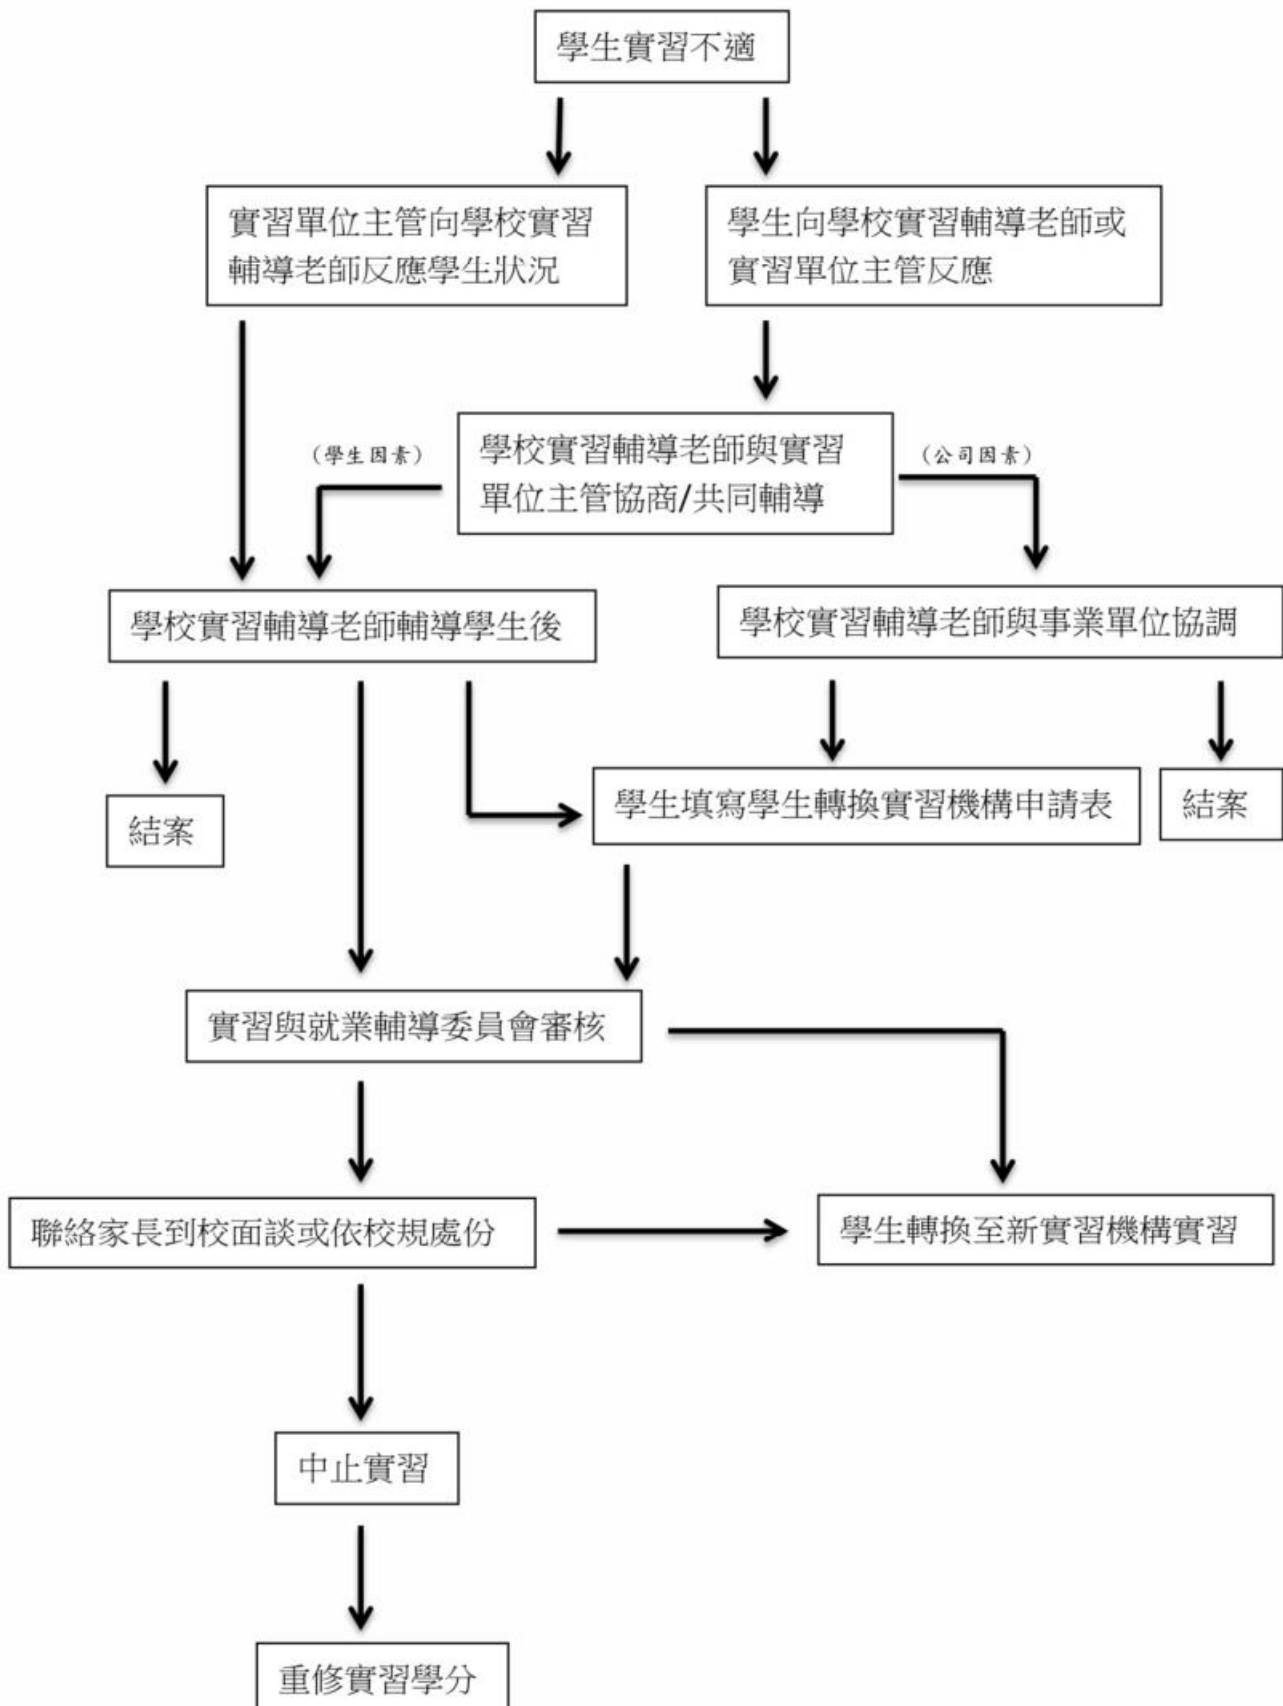 學生實習不適
實習單位主管向學校實習
輔導老師反應學生狀況
學生向學校實習輔導老師或
實習單位主管反應
(學生因素)
學校實習輔導老師與實習
單位主管協商/共同輔導
(公司因素)
學校實習輔導老師輔導學生後
學校實習輔導老師與事業單位協調
結案
學生填寫學生轉換實習機構申請表
結案
實習與就業輔導委員會審核
聯絡家長到校面談或依校規處份
學生轉換至新實習機構實習
中止實習
重修實習學分